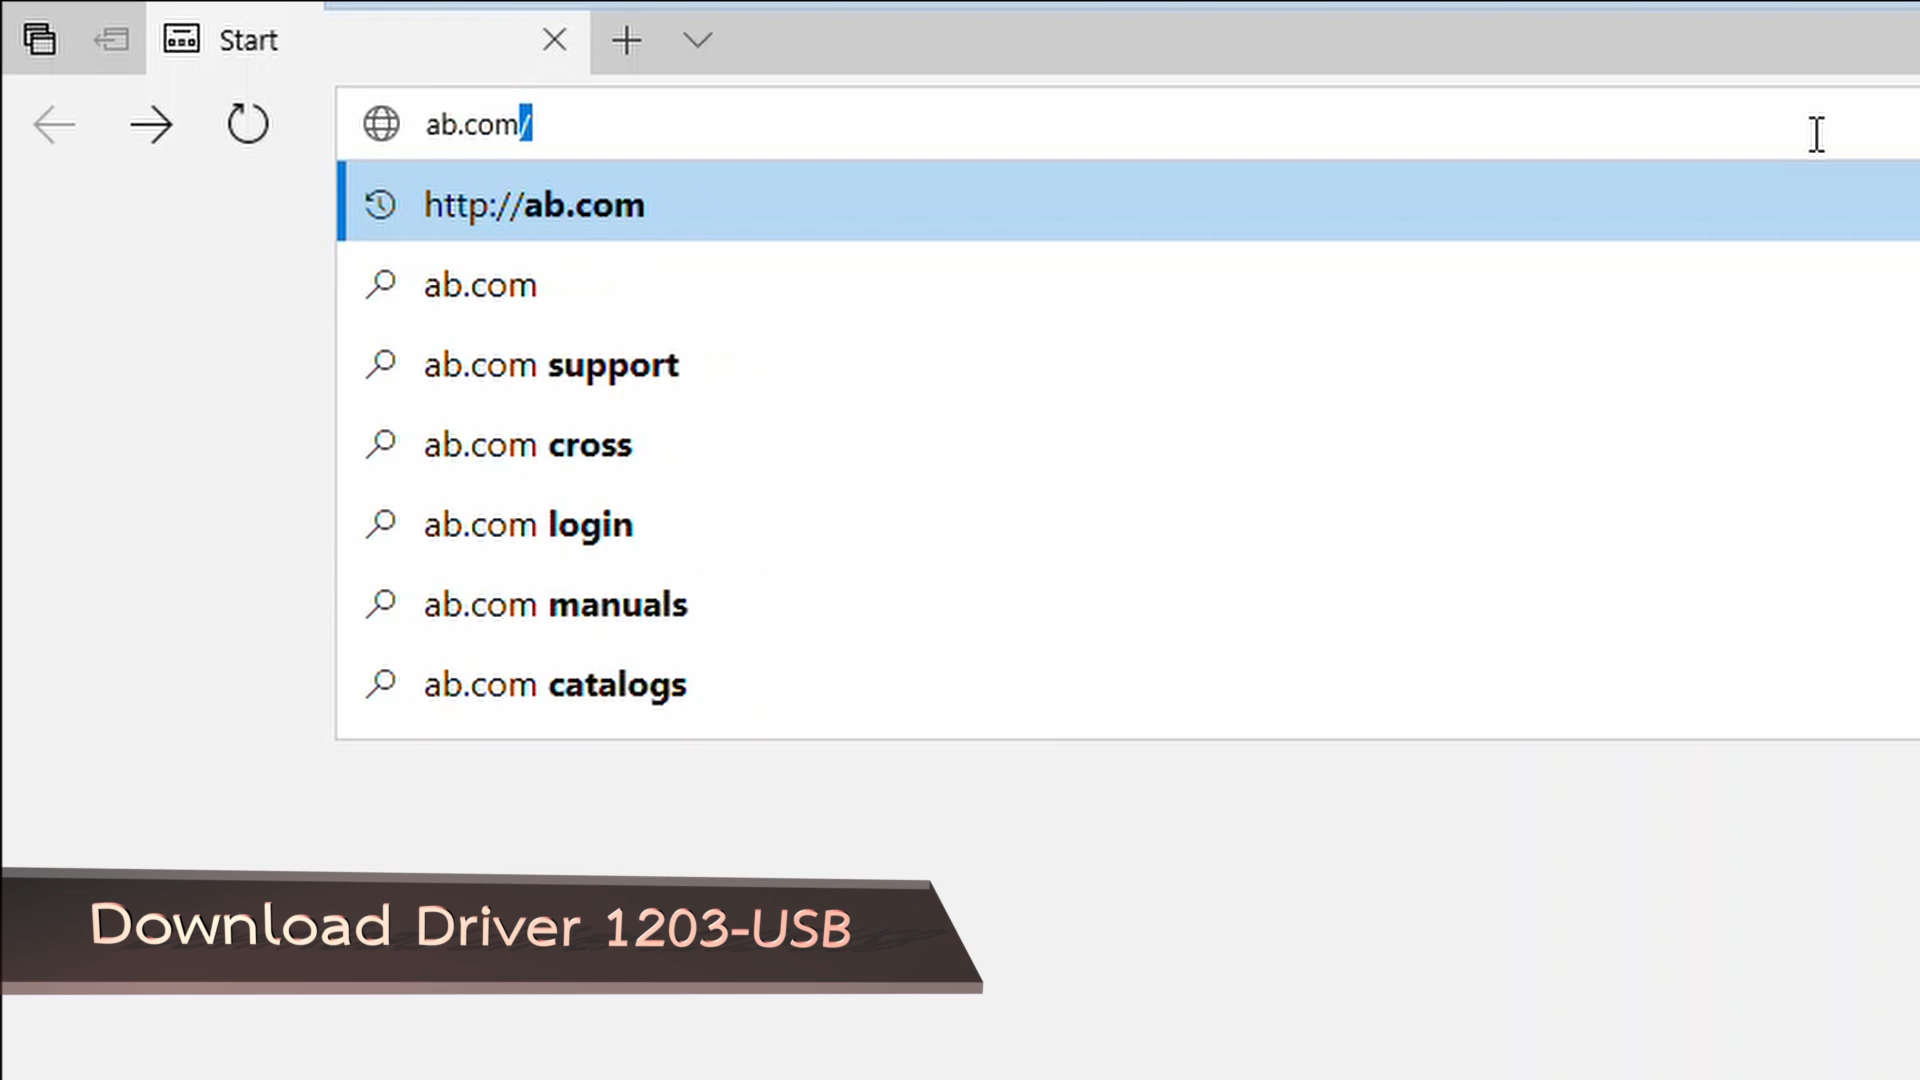 Start
ab.com/
http://ab.com
ab.com
ab.com support
ab.com cross
ab.com login
ab.com manuals
ab.com catalogs
Download Driver 1203-USB